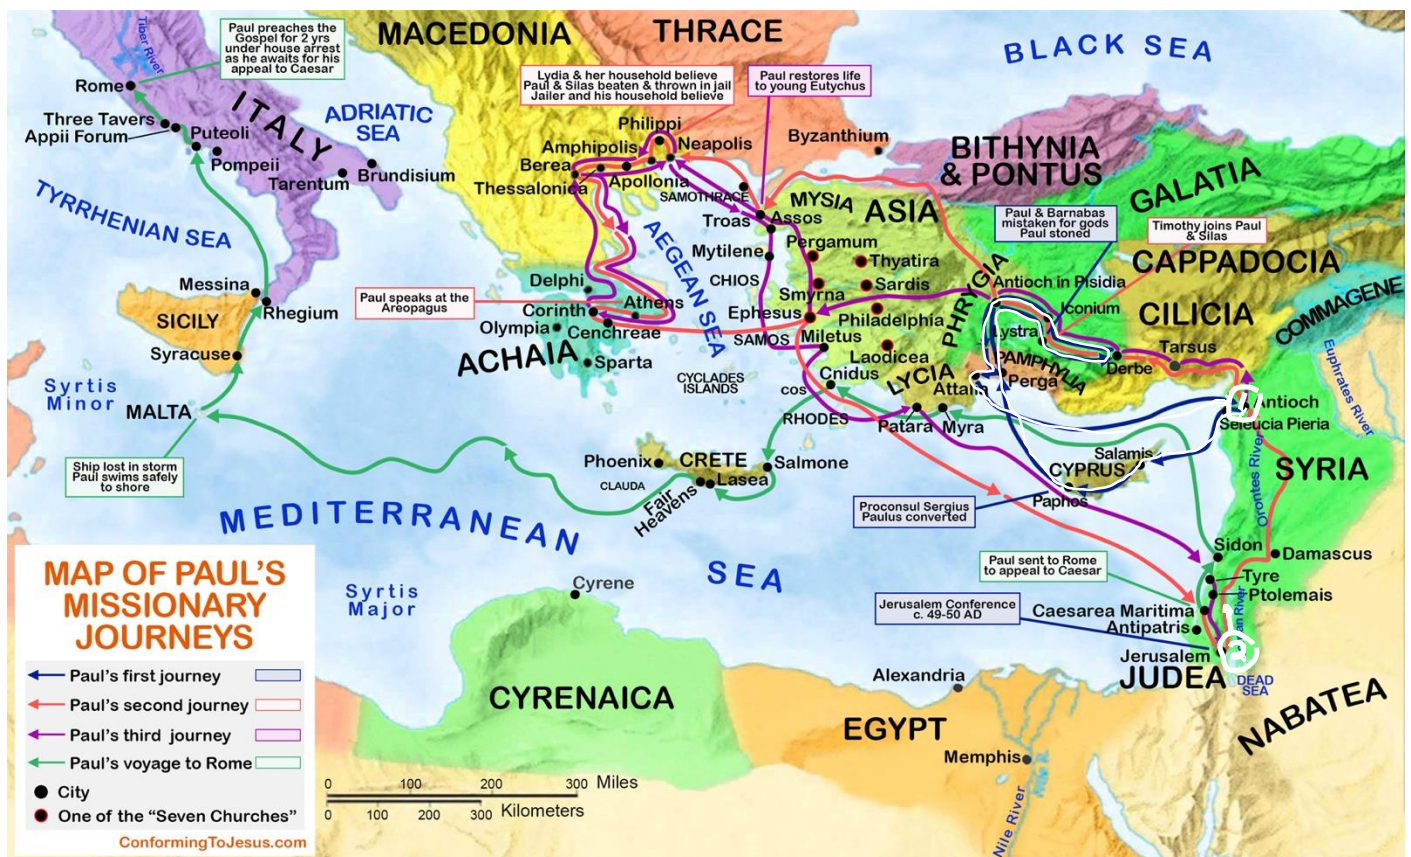 MACEDONIA
THRACE
BLACK SEA
Tiber River
Paul preaches the
Gospel for 2 yrs
under house arrest
as he awaits for his
appeal to Caesar
Lydia & her household believe
Paul & Silas beaten & thrown in jail
Jailer and his household believe
Paul restores life
to young Eutychus
Rome
ITALY
ADRIATIC
SEA
Three Tavers
Appii Forum
Puteoli
Pompeii
Tarentum
Brundisium
Philippi
Neapolis
Amphipolis
Berea
Thessalonica
Apollonia
Byzanthium
BITHYNIA
& PONTUS
GALATIA
SAMOTHRACE
MYSIA
ASIA
Troas
Assos
Paul & Barnabas
mistaken for gods
Paul stoned
Timothy joins Paul
& Silas
TYRRHENIAN SEA
AEGEAN SEA
Mytilene
Pergamum
Thyatira
CAPPADOCIA
CHIOS
Delphi
Smyrna
Sardis
PHRYGIA
Antioch in Pisidia
COMMAGENE
Messina
Rhegium
SICILY
Syracuse
Paul speaks at the
Areopagus
Corinth
Athens
Olympia
Cenchreae
Ephesus
Philadelphia
Iconium
CILICIA
Lystra
SAMOS
Miletus
Laodicea
Tarsus
Euphrates River
ACHAIA
Sparta
PAMPHYLIA
Derbe
Syrtis
Minor
CYCLADES
ISLANDS
Cnidus
LYCIA
Attalia
Perga
MALTA
COS
RHODES
Patara
Myra
Antioch
Seleucia Pieria
Ship lost in storm
Paul swims safely
to shore
Phoenix
CRETE
Salmone
Salamis
CYPRUS
SYRIA
CLAUDA
Lasea
Fair
Heavens
Paphos
Orontes River
Proconsul Sergius
Paulus converted
MEDITERRANEAN
SEA
Sidon
Damascus
Paul sent to Rome
to appeal to Caesar
Tyre
Ptolemais
MAP OF PAUL'S
MISSIONARY
JOURNEYS
Syrtis
Major
Cyrene
Jerusalem Conference
c. 49-50 AD
Caesarea Maritima
Antipatris
Jerusalem
JUDEA
DEAD
SEA
Paul's first journey
Paul's second journey
Paul's third journey
Paul's voyage to Rome
City
One of the “Seven Churches”
ConformingToJesus.com
CYRENAICA
Alexandria
EGYPT
NABATEA
Memphis
Nile River
0 100 200 300 Miles
0 100 200 300 Kilometers